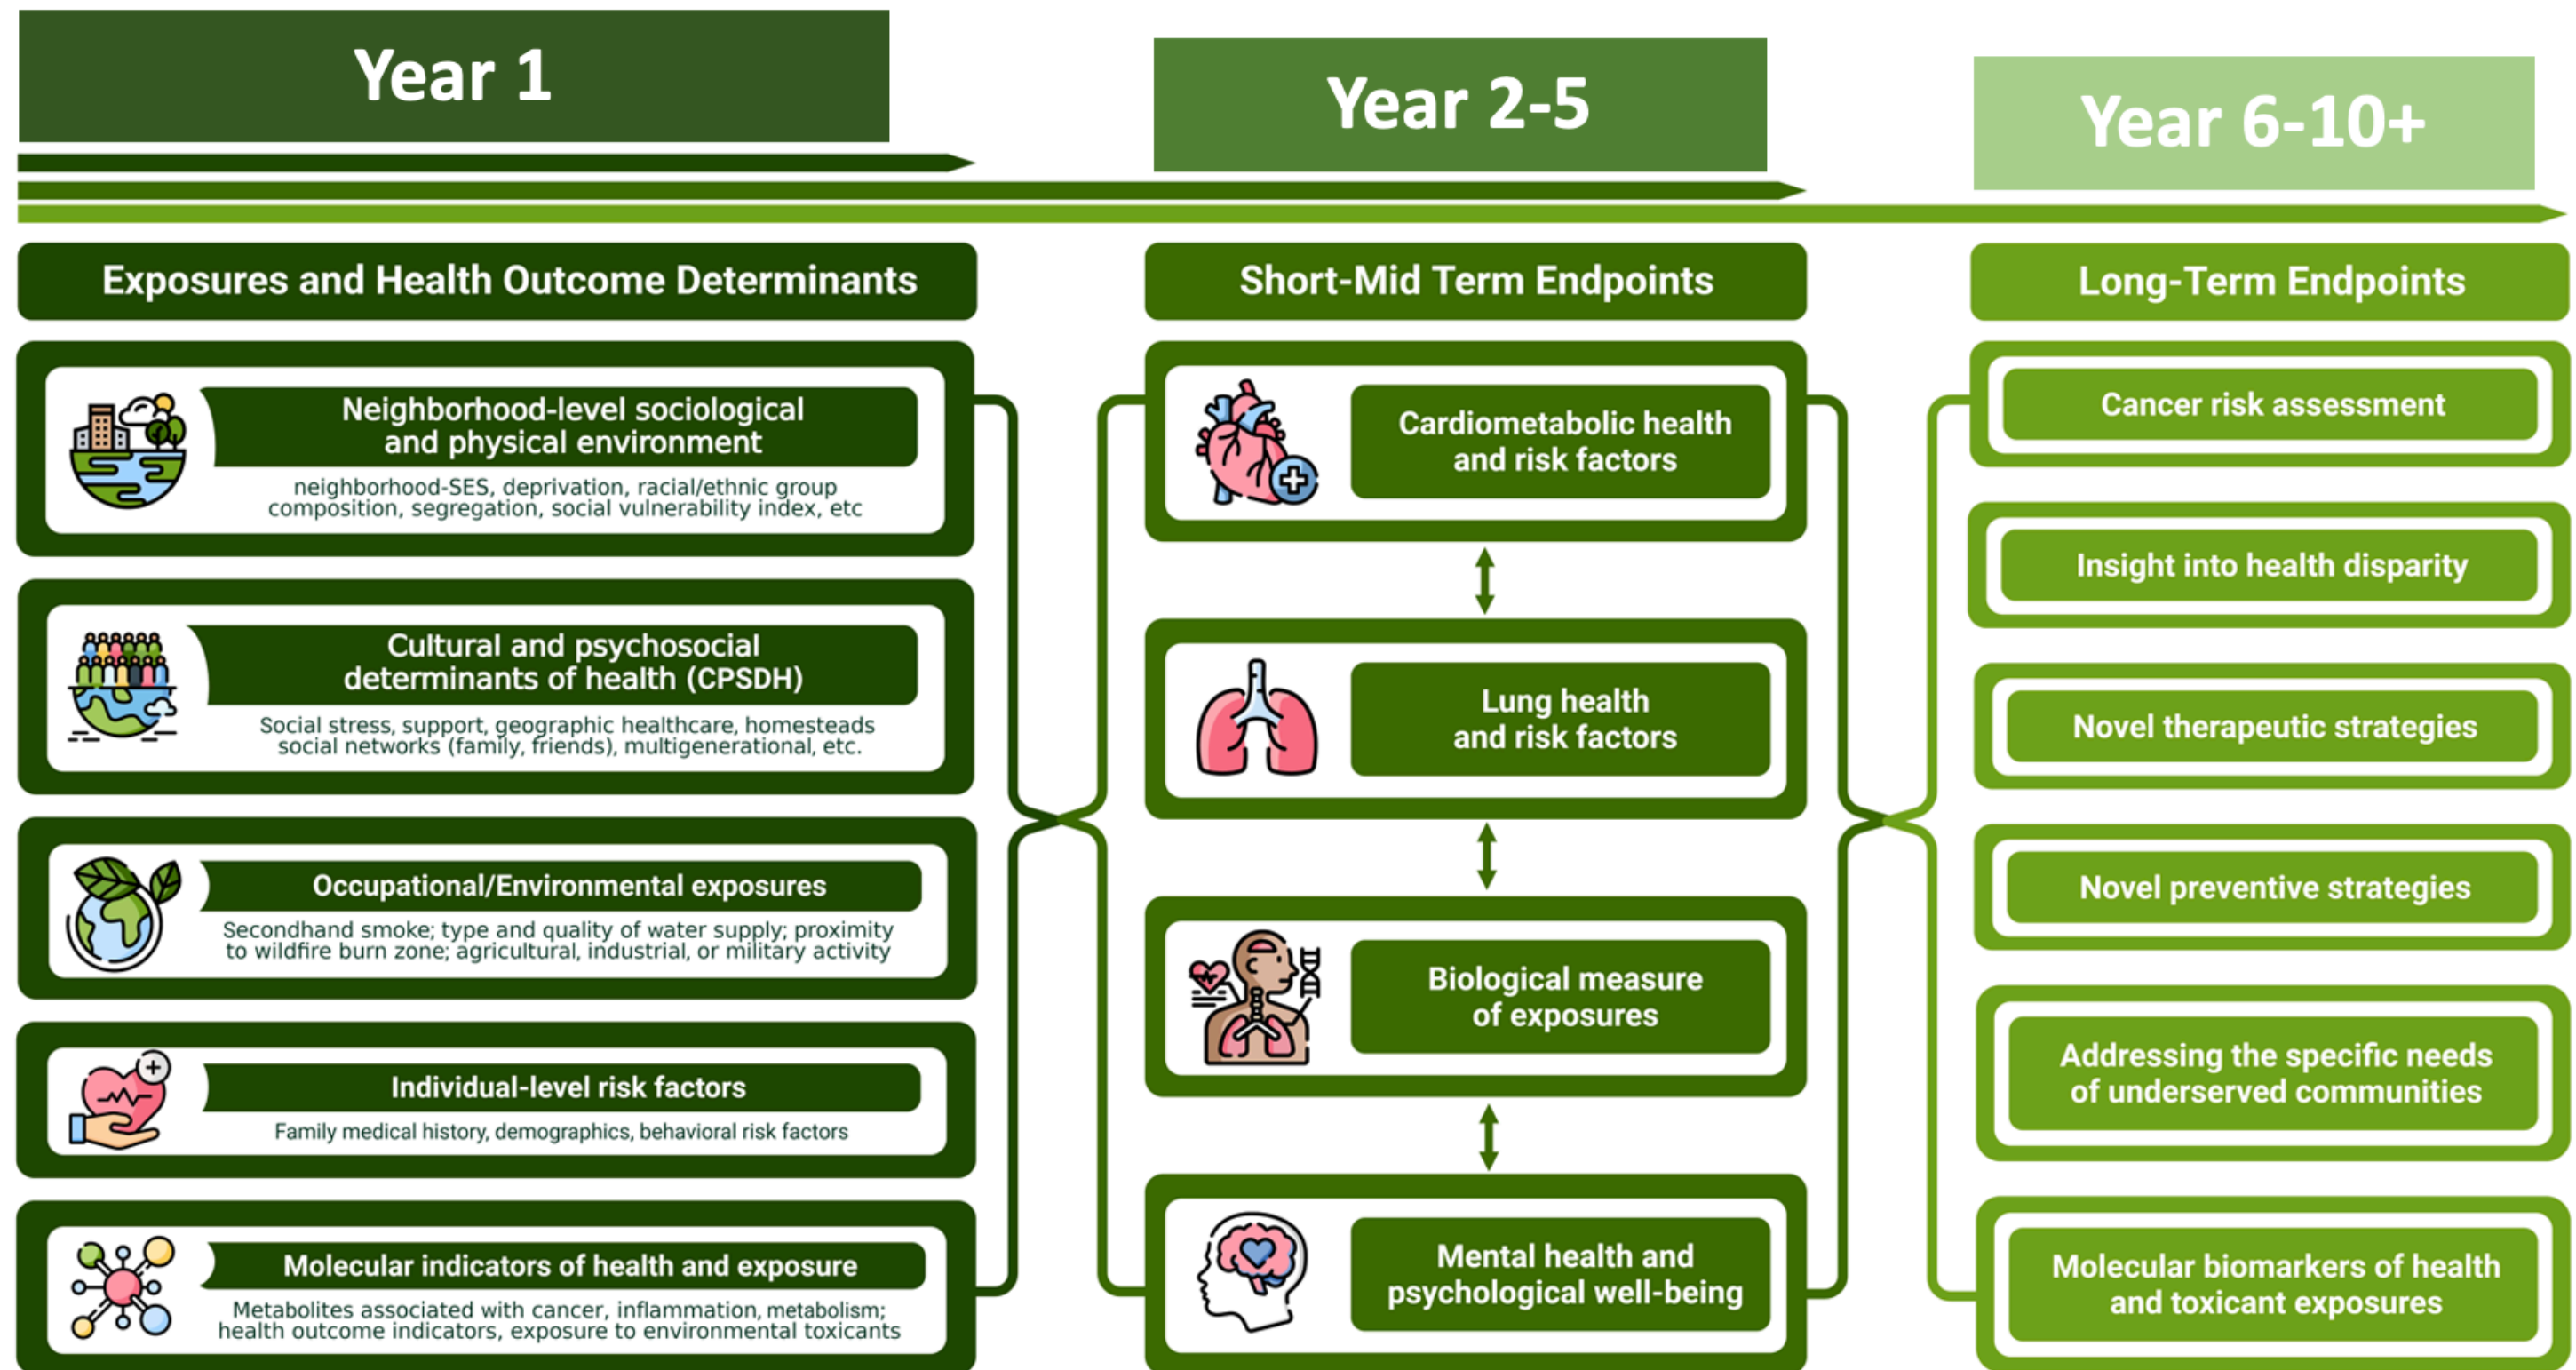 Year 1
Year 2-5
Year 6-10+
Exposures and Health Outcome Determinants
Neighborhood-level sociological
and physical environment
neighborhood-SES, deprivation, racial/ethnic group
composition, segregation, social vulnerability index, etc
Cultural and psychosocial
determinants of health (CPSDH)
Social stress, support, geographic healthcare, homesteads
social networks (family, friends), multigenerational, etc.
Occupational/Environmental exposures
Secondhand smoke; type and quality of water supply; proximity
to wildfire burn zone; agricultural, industrial, or military activity
Individual-level risk factors
Family medical history, demographics, behavioral risk factors
Molecular indicators of health and exposure
Metabolites associated with cancer, inflammation, metabolism;
health outcome indicators, exposure to environmental toxicants
Short-Mid Term Endpoints
Cardiometabolic health
and risk factors
Lung health
and risk factors
Biological measure
of exposures
Mental health and
psychological well-being
Long-Term Endpoints
Cancer risk assessment
Insight into health disparity
Novel therapeutic strategies
Novel preventive strategies
Addressing the specific needs
of underserved communities
Molecular biomarkers of health
and toxicant exposures